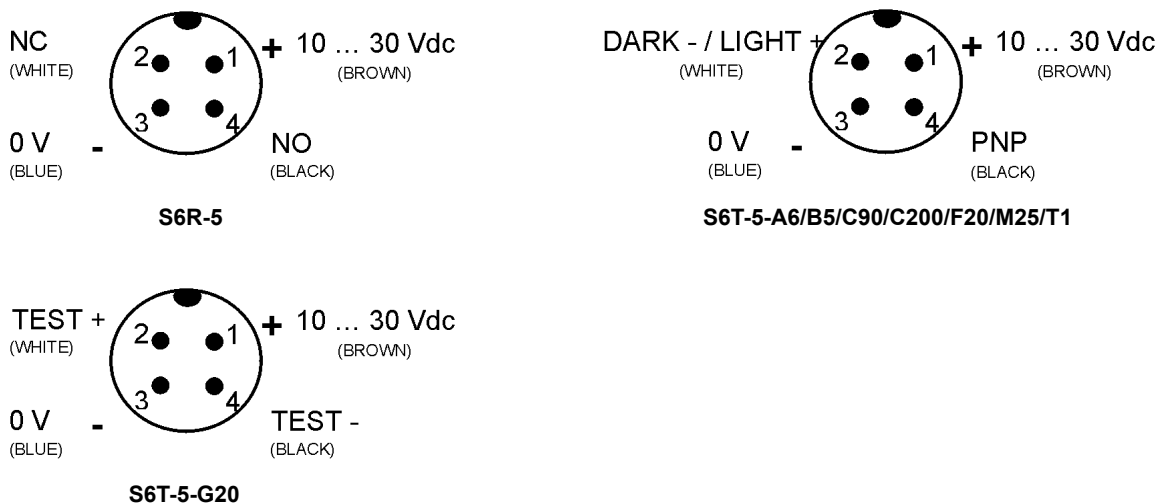 NC
(WHITE)
2
1
+ 10 ... 30 Vdc
(BROWN)
3
4
0 V -
(BLUE)
NO
(BLACK)
S6R-5
DARK - / LIGHT +
(WHITE)
2
1
+ 10 ... 30 Vdc
(BROWN)
3
4
0 V -
(BLUE)
PNP
(BLACK)
S6T-5-A6/B5/C90/C200/F20/M25/T1
TEST +
(WHITE)
2
1
+ 10 ... 30 Vdc
(BROWN)
3
4
0 V -
(BLUE)
TEST -
(BLACK)
S6T-5-G20